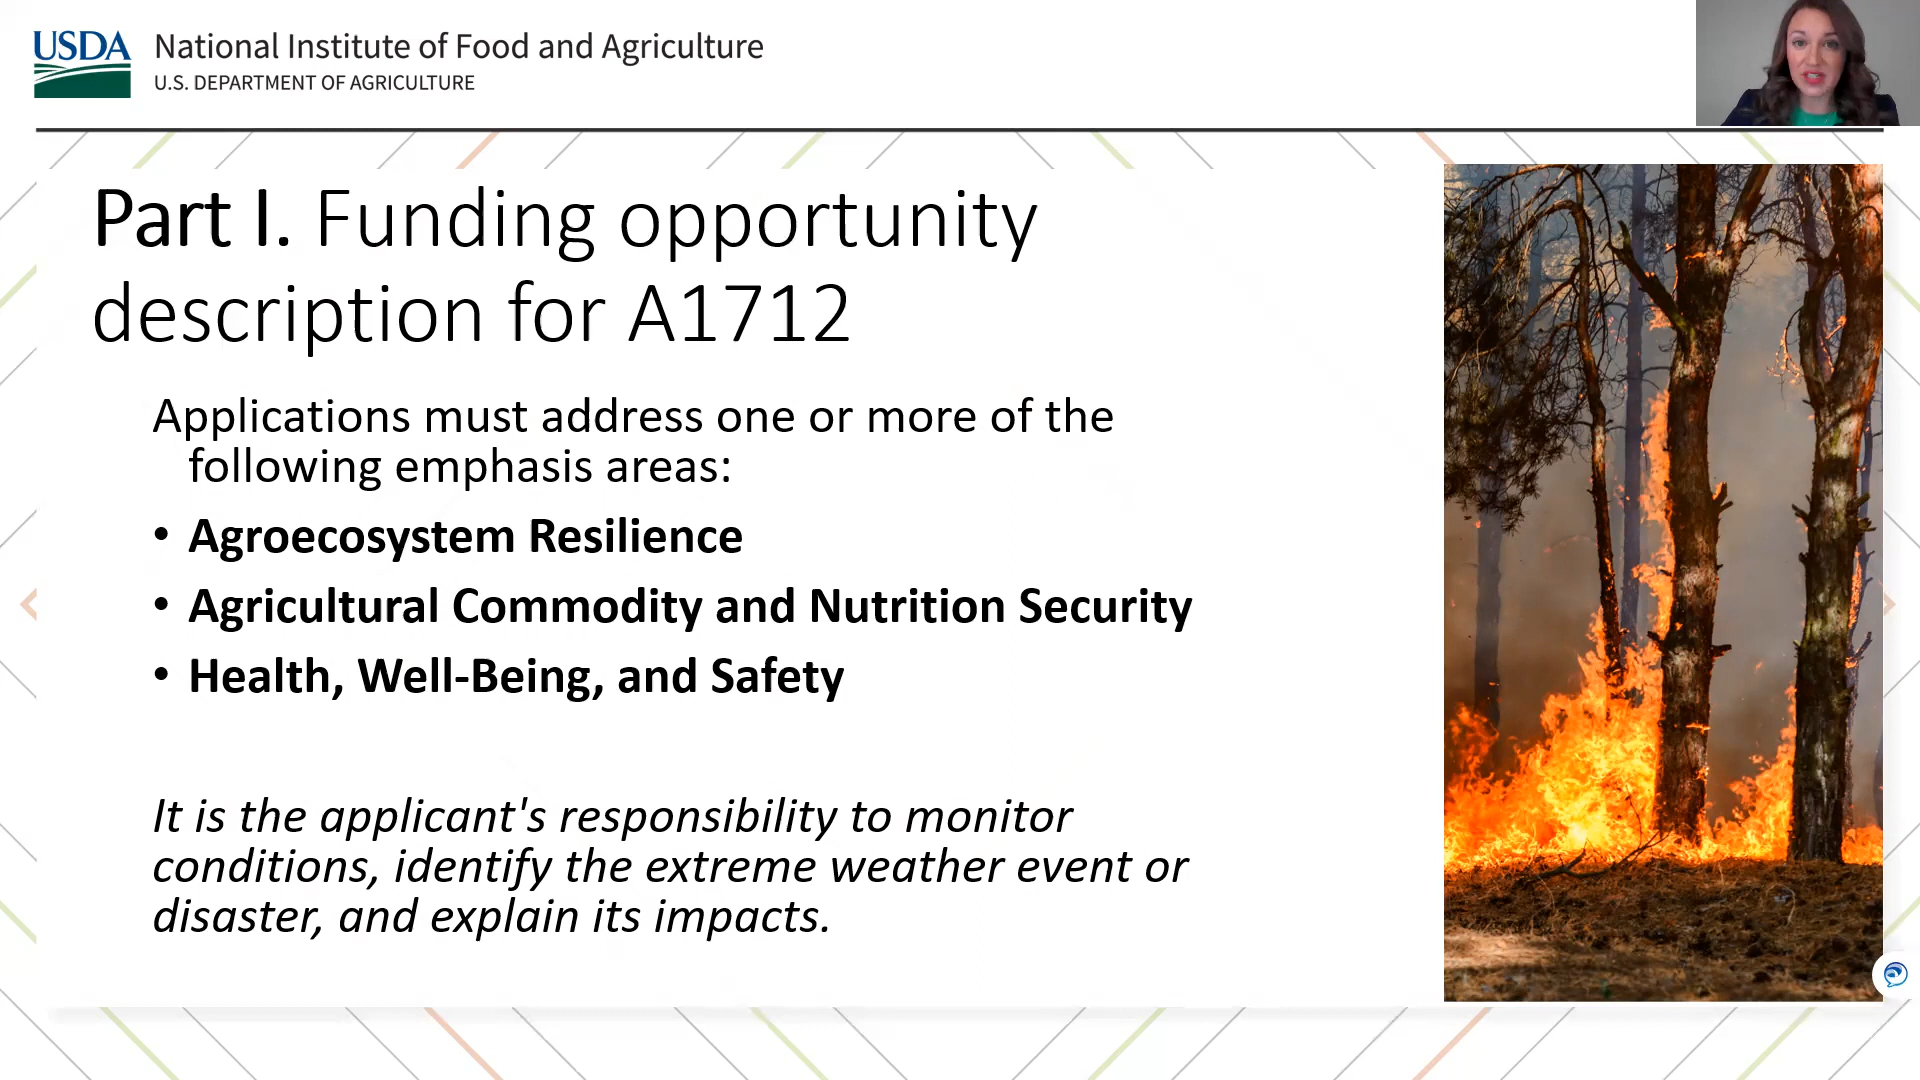 USDA
National Institute of Food and Agriculture
U.S. DEPARTMENT OF AGRICULTURE
Part I. Funding opportunity
description for A1712
Applications must address one or more of the
following emphasis areas:
• Agroecosystem Resilience
• Agricultural Commodity and Nutrition Security
• Health, Well-Being, and Safety
It is the applicant's responsibility to monitor
conditions, identify the extreme weather event or
disaster, and explain its impacts.